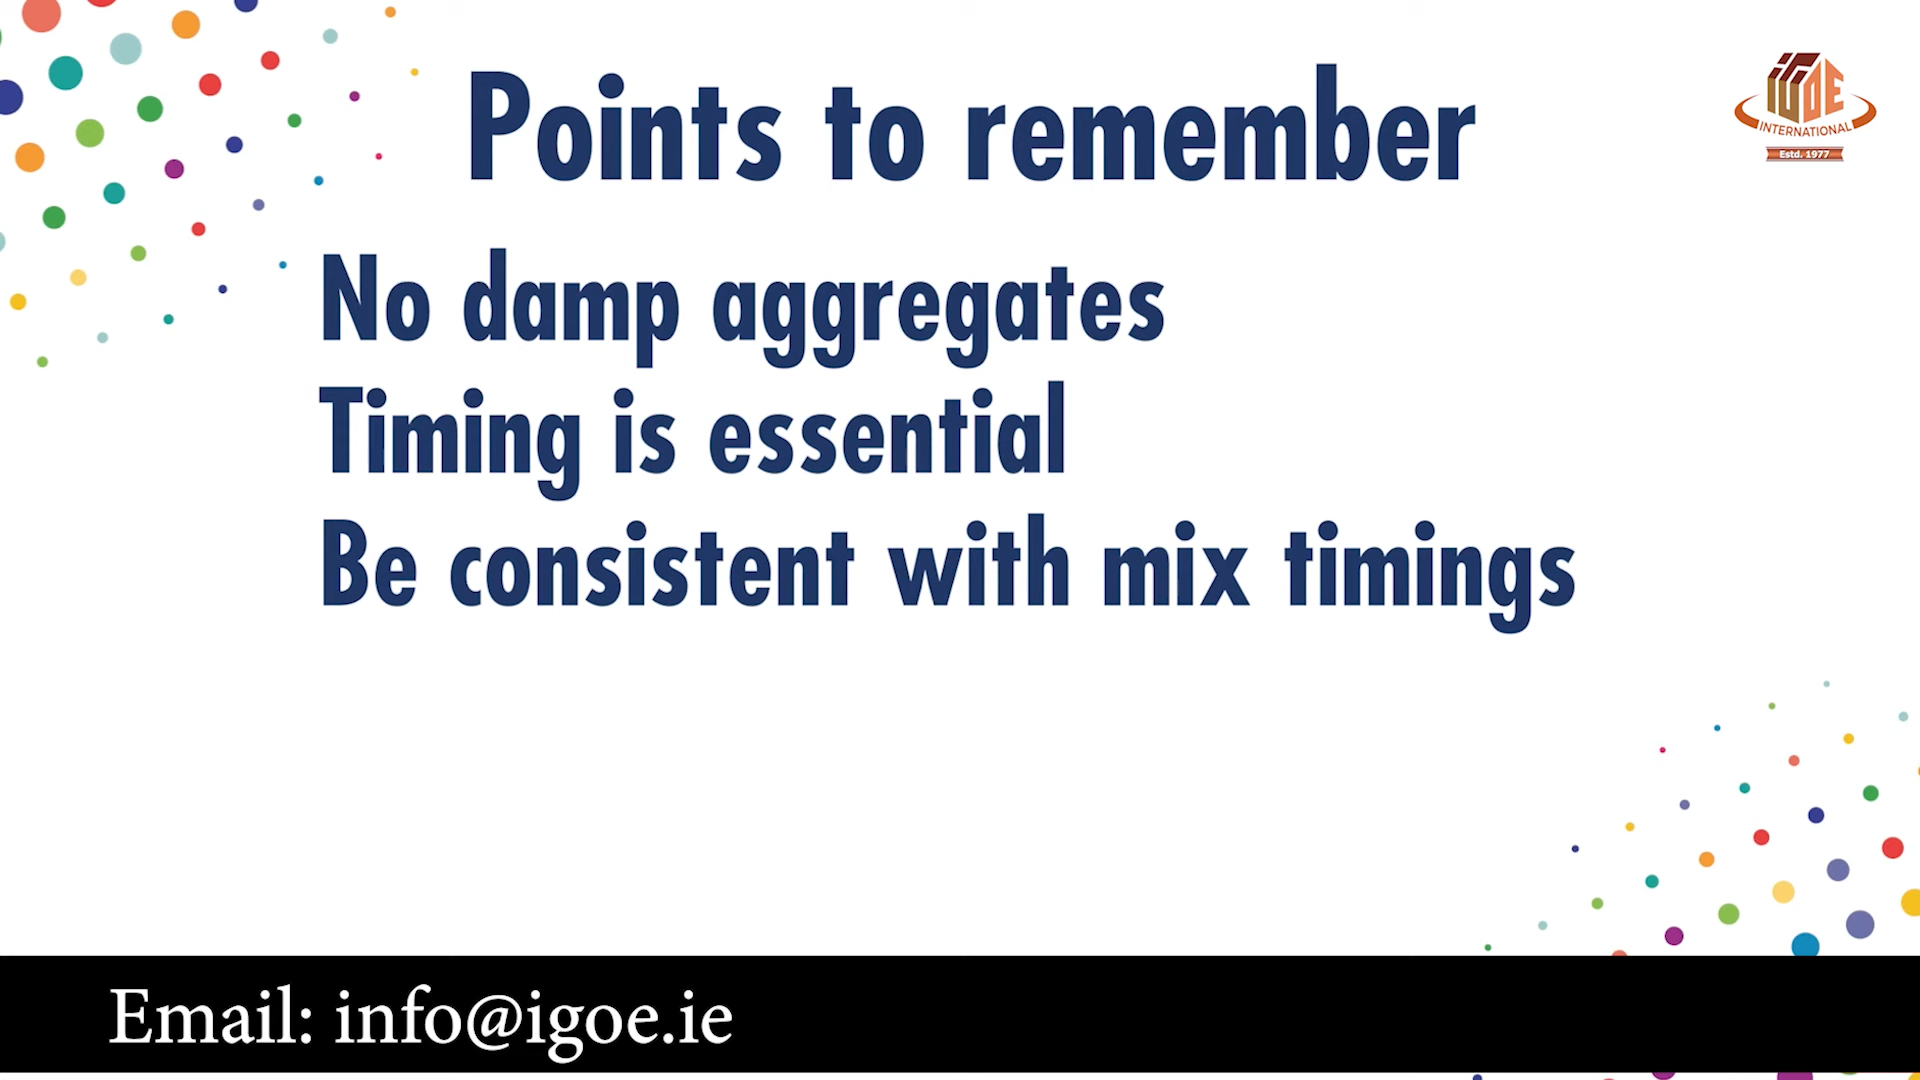 Points to remember
IGOE
INTERNATIONAL
Estd. 1977
No damp aggregates
Timing is essential
Be consistent with mix timings
Email: info@igoe.ie